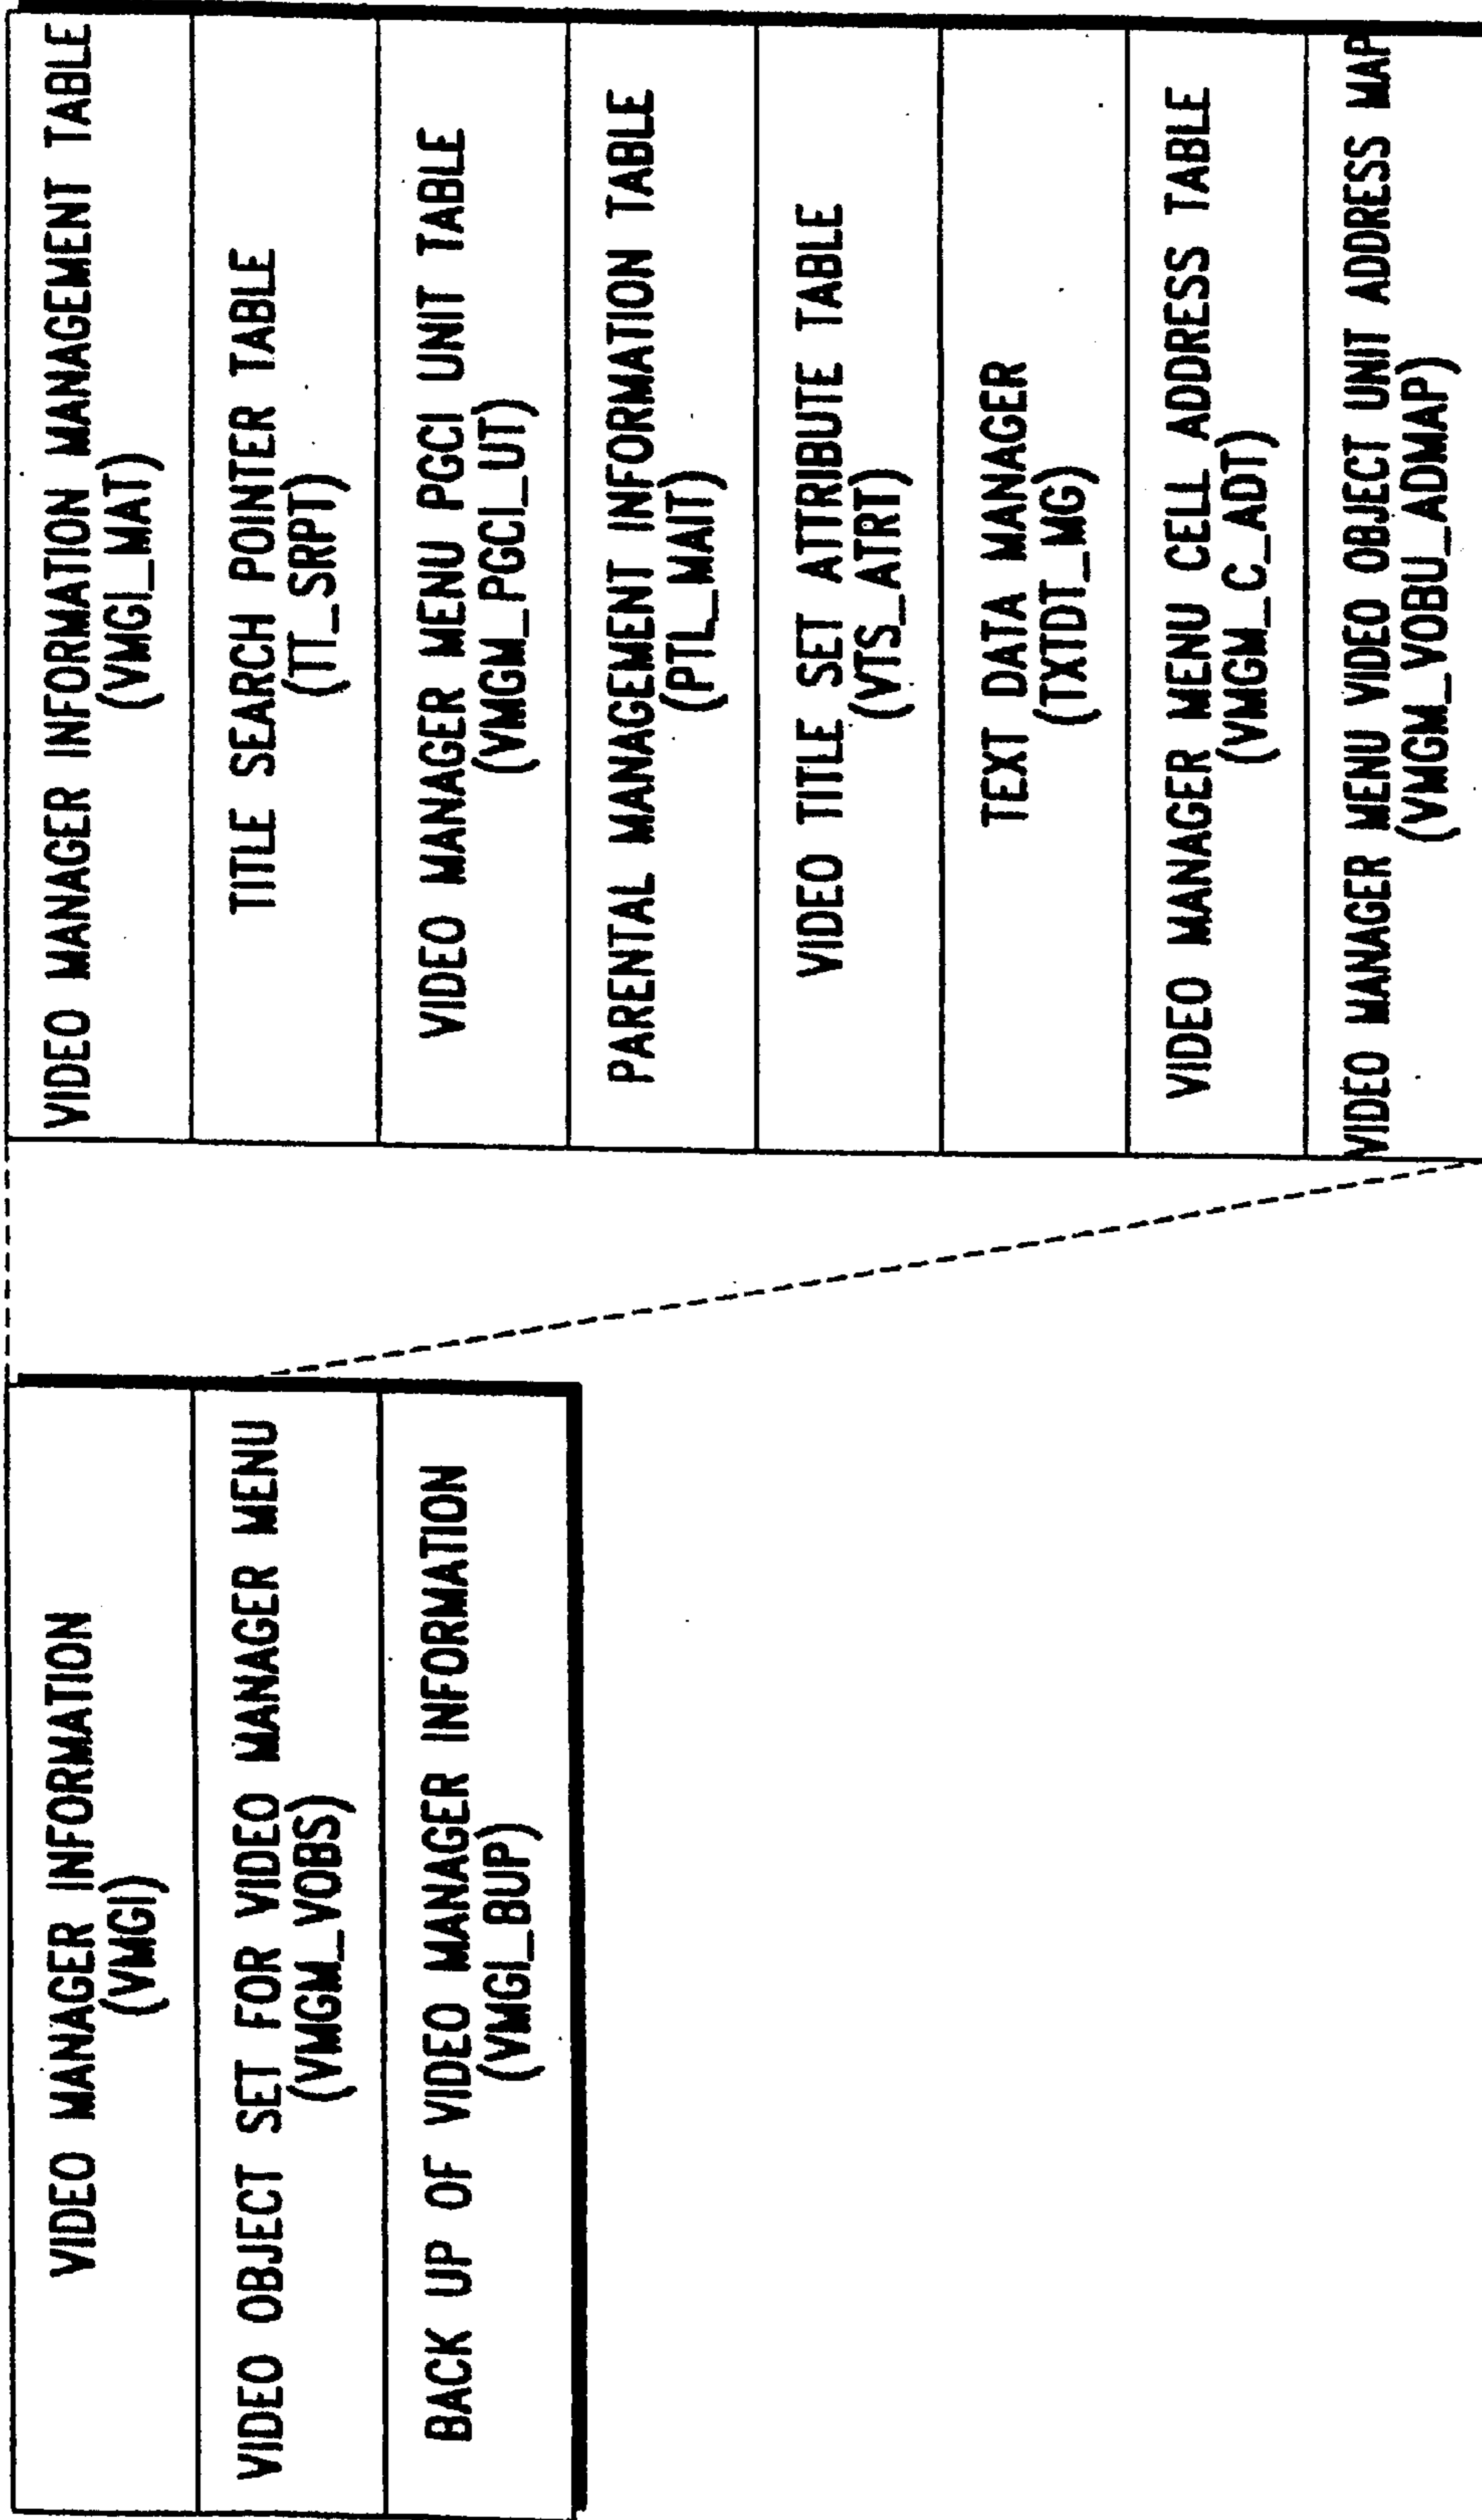 VIDEO MANAGER INFORMATION
(VMGI)
VIDEO OBJECT SET FOR VIDEO MANAGER MENU
(VMGM_VOBS)
BACK UP OF VIDEO MANAGER INFORMATION
(VMGI_BUP)
VIDEO MANAGER INFORMATION MANAGEMENT TABLE
(VMGI_MAT)
TITLE SEARCH POINTER TABLE
(TT_SRPT)
VIDEO MANAGER MENU PGCI UNIT TABLE
(VMGM_PGCI_UT)
PARENTAL MANAGEMENT INFORMATION TABLE
(PTL_MAIT)
VIDEO TITLE SET ATTRIBUTE TABLE
(VTS_ATRT)
TEXT DATA MANAGER
(TXTDT_MG)
VIDEO MANAGER MENU CELL ADDRESS TABLE
(VMGM_C_ADT)
VIDEO MANAGER MENU VIDEO OBJECT UNIT ADDRESS MAP
(VMGM_VOBU_ADMAP)